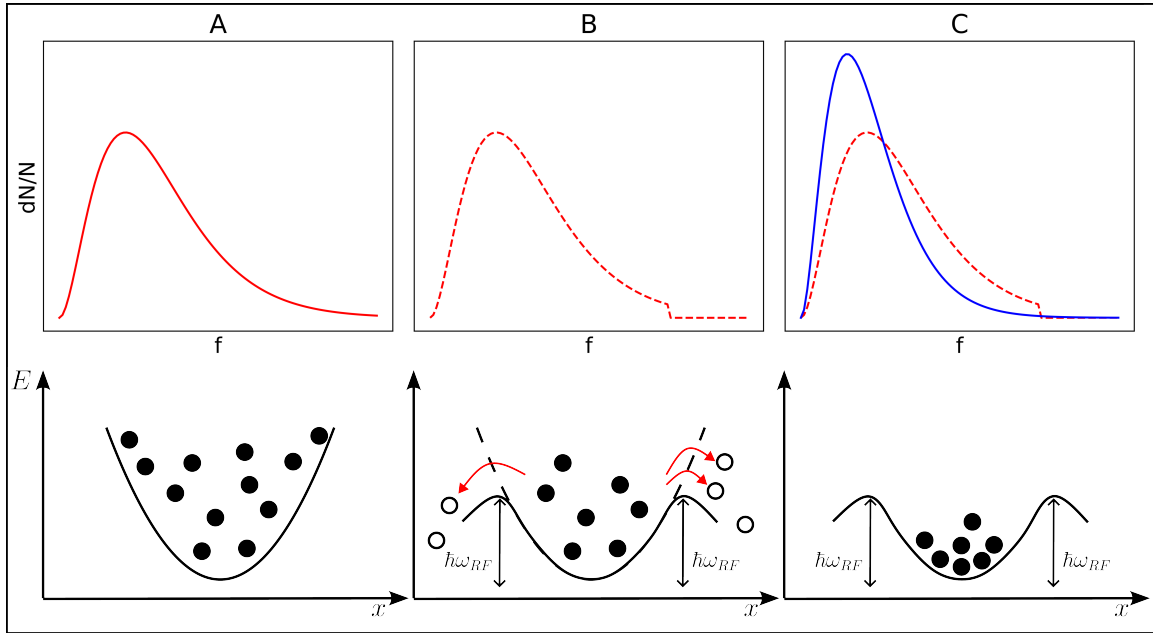 A B C
dN/N
f f f
E
ħω_RF ħω_RF ħω_RF ħω_RF
x x x